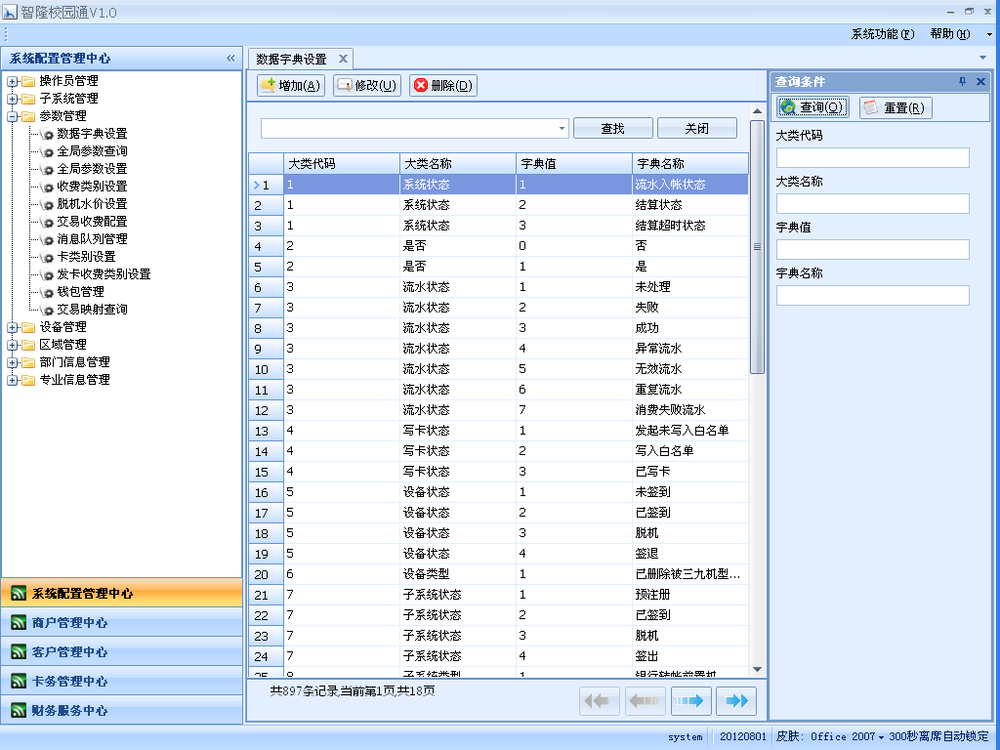 智隆校园通V1.0
系统功能(F) 帮助(H)
系统配置管理中心
操作员管理
子系统管理
参数管理
数据字典设置
全局参数查询
全局参数设置
收费类别设置
脱机水价设置
交易收费配置
消息队列管理
卡类别设置
发卡收费类别设置
钱包管理
交易映射查询
设备管理
区域管理
部门信息管理
专业信息管理
系统配置管理中心
商户管理中心
客户管理中心
卡务管理中心
财务服务中心
数据字典设置
增加(A) 修改(U) 删除(D)
查找 关闭
大类代码 大类名称 字典值 字典名称
1 1 系统状态 1 流水入帐状态
2 1 系统状态 2 结算状态
3 1 系统状态 3 结算超时状态
4 2 是否 0 否
5 2 是否 1 是
6 3 流水状态 1 未处理
7 3 流水状态 2 失败
8 3 流水状态 3 成功
9 3 流水状态 4 异常流水
10 3 流水状态 5 无效流水
11 3 流水状态 6 重复流水
12 3 流水状态 7 消费失败流水
13 4 写卡状态 1 发起未写入白名单
14 4 写卡状态 2 写入白名单
15 4 写卡状态 3 已写卡
16 5 设备状态 1 未签到
17 5 设备状态 2 已签到
18 5 设备状态 3 脱机
19 5 设备状态 4 签退
20 6 设备类型 1 已删除被三九机型...
21 7 子系统状态 1 预注册
22 7 子系统状态 2 已签到
23 7 子系统状态 3 脱机
24 7 子系统状态 4 签出
25 8 子系统类型 1 银行转帐前置机
共897条记录,当前第1页,共18页
查询条件
查询(Q) 重置(R)
大类代码
大类名称
字典值
字典名称
system 20120801 皮肤: Office 2007 300秒离席自动锁定